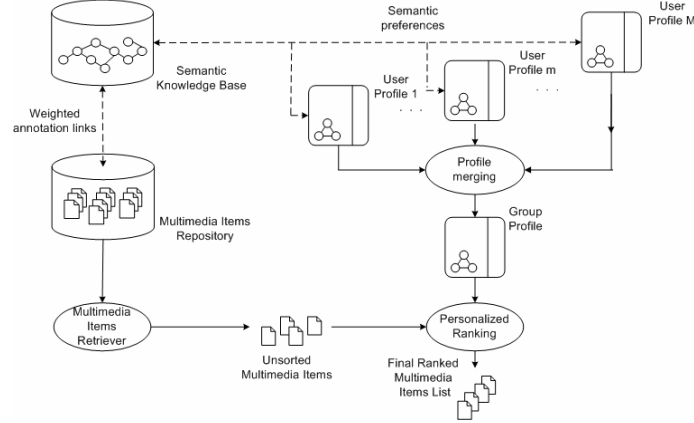 Semantic
preferences
User
Profile M
User
Profile 1
. . .
User
Profile m
. . .
Semantic
Knowledge Base
Weighted
annotation links
Profile
merging
Multimedia Items
Repository
Group
Profile
Multimedia
Items
Retriever
Unsorted
Multimedia Items
Personalized
Ranking
Final Ranked
Multimedia
Items List